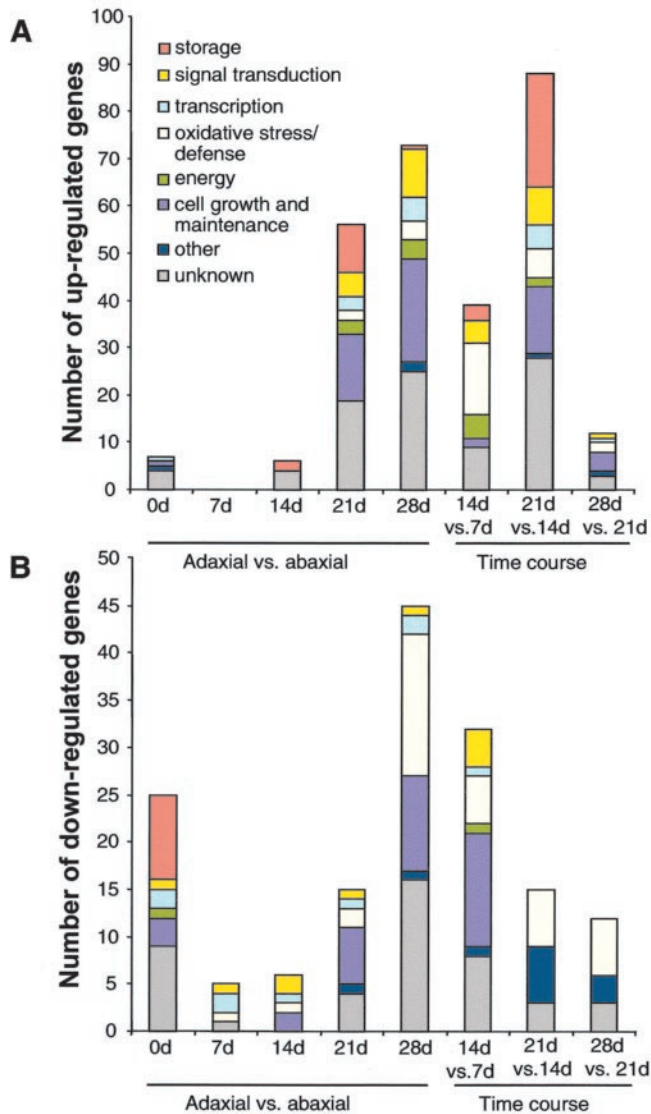 A
Number of up-regulated genes
100
90
80
70
60
50
40
30
20
10
0
storage
signal transduction
transcription
oxidative stress/
defense
energy
cell growth and
maintenance
other
unknown
0d 7d 14d 21d 28d 14d 21d 28d
vs.7d vs.14d vs. 21d
Adaxial vs. abaxial Time course
B
Number of down-regulated genes
50
45
40
35
30
25
20
15
10
5
0
0d 7d 14d 21d 28d 14d 21d 28d
vs.7d vs.14d vs. 21d
Adaxial vs. abaxial Time course